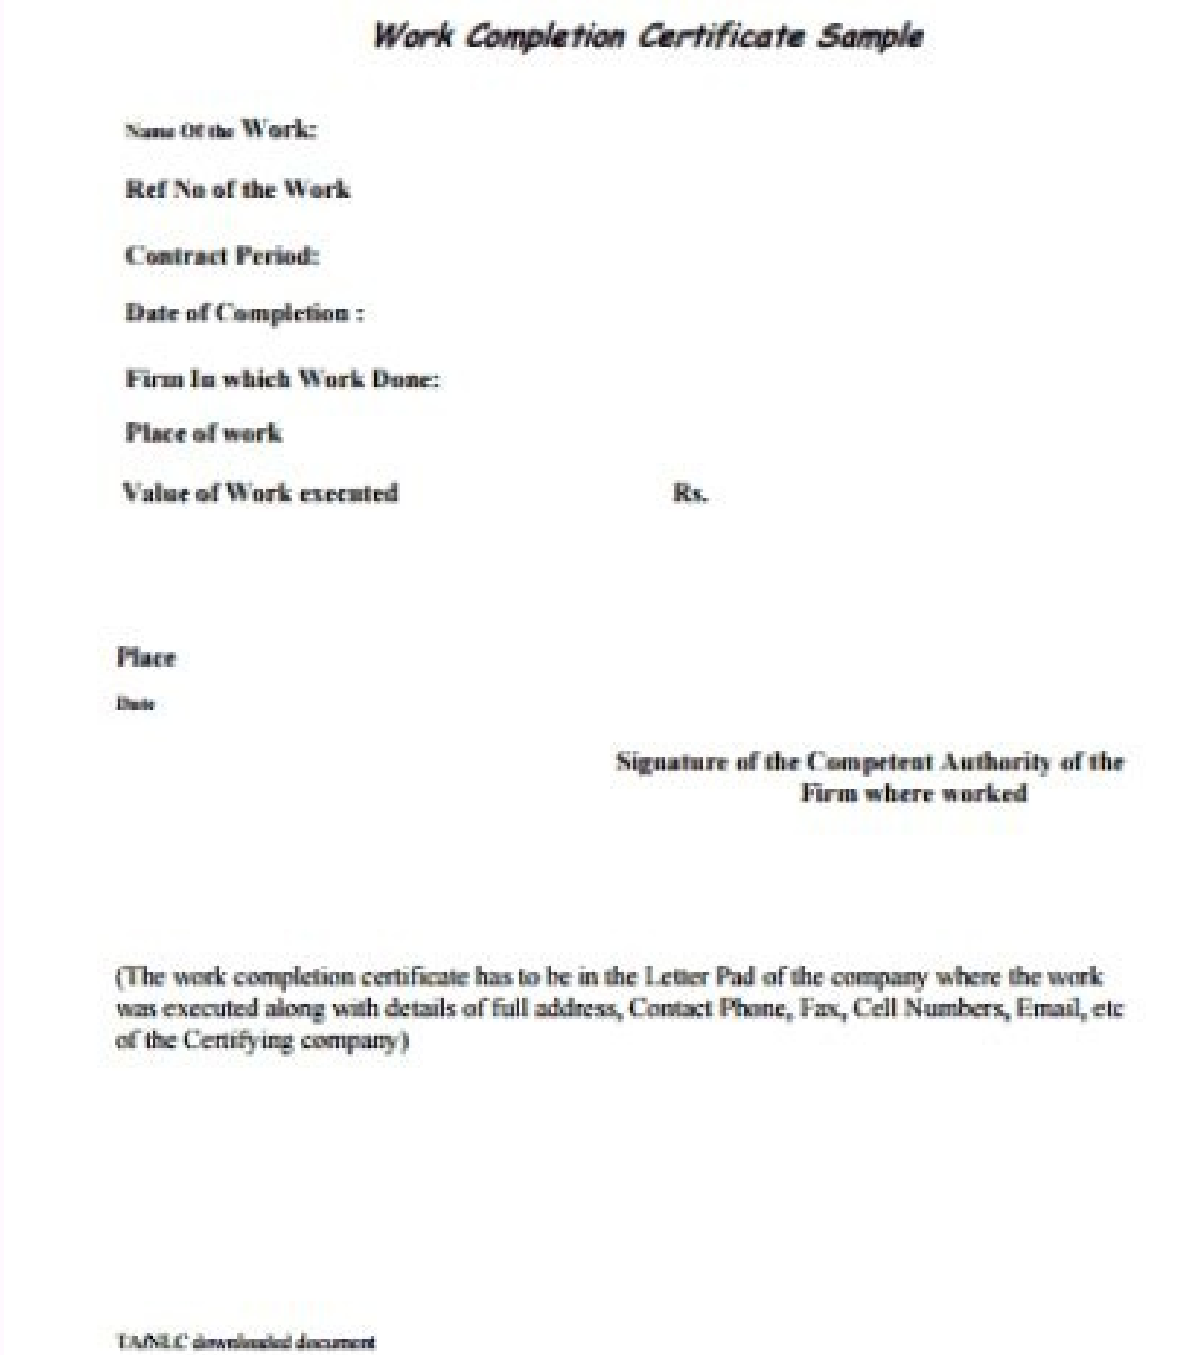 Work Completion Certificate Sample
Name Of the Work:
Ref No of the Work
Contract Period:
Date of Completion :
Firm In which Work Done:
Place of work
Value of Work executed Rs.
Place
Date
Signature of the Competent Authority of the
Firm where worked
(The work completion certificate has to be in the Letter Pad of the company where the work
was executed along with details of full address, Contact Phone, Fax, Cell Numbers, Email, etc
of the Certifying company)
TA/NLC downloaded document